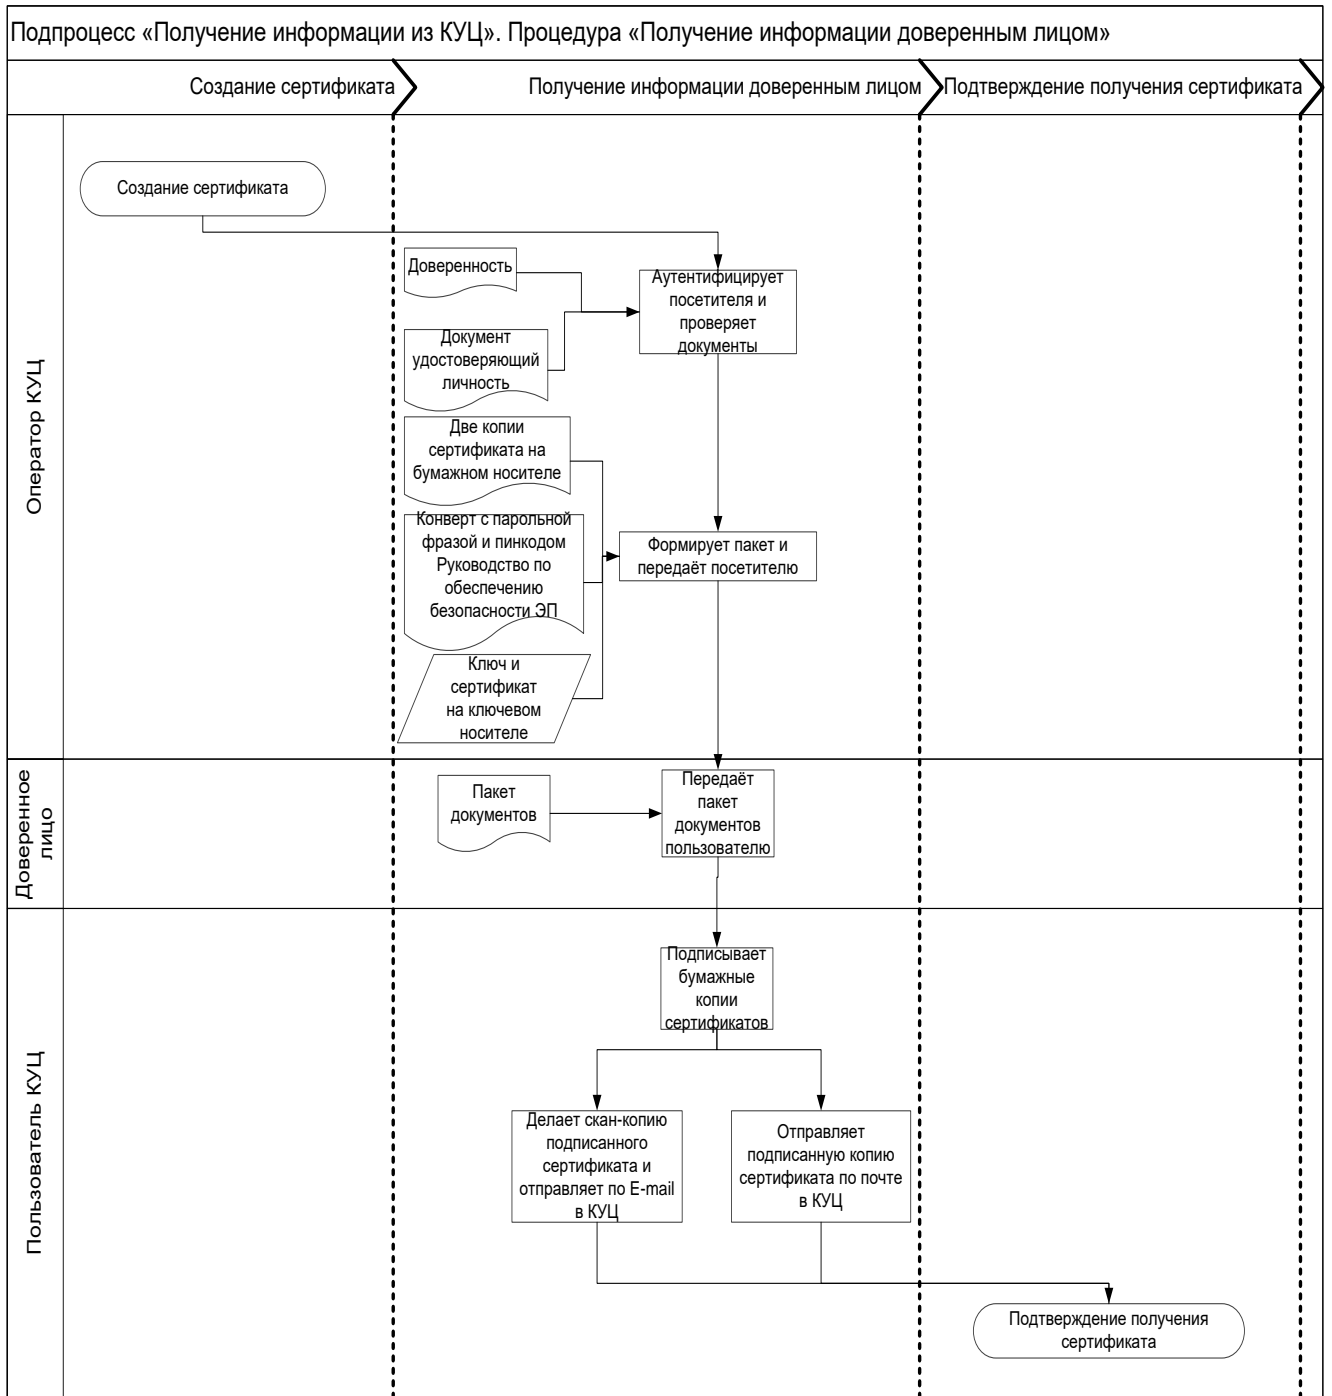 Подпроцесс «Получение информации из КУЦ». Процедура «Получение информации доверенным лицом»
Создание сертификата
Получение информации доверенным лицом
Подтверждение получения сертификата
Оператор КУЦ
Создание сертификата
Доверенность
Аутентифицирует
посетителя и
проверяет
документы
Документ
удостоверяющий
личность
Две копии
сертификата на
бумажном носителе
Конверт с парольной
фразой и пинкодом
Руководство по
обеспечению
безопасности ЭП
Формирует пакет и
передаёт посетителю
Ключ и
сертификат
на ключевом
носителе
Доверенное
лицо
Пакет
документов
Передаёт
пакет
документов
пользователю
Пользователь КУЦ
Подписывает
бумажные
копии
сертификатов
Делает скан-копию
подписанного
сертификата и
отправляет по E-mail
в КУЦ
Отправляет
подписанную копию
сертификата по почте
в КУЦ
Подтверждение получения
сертификата